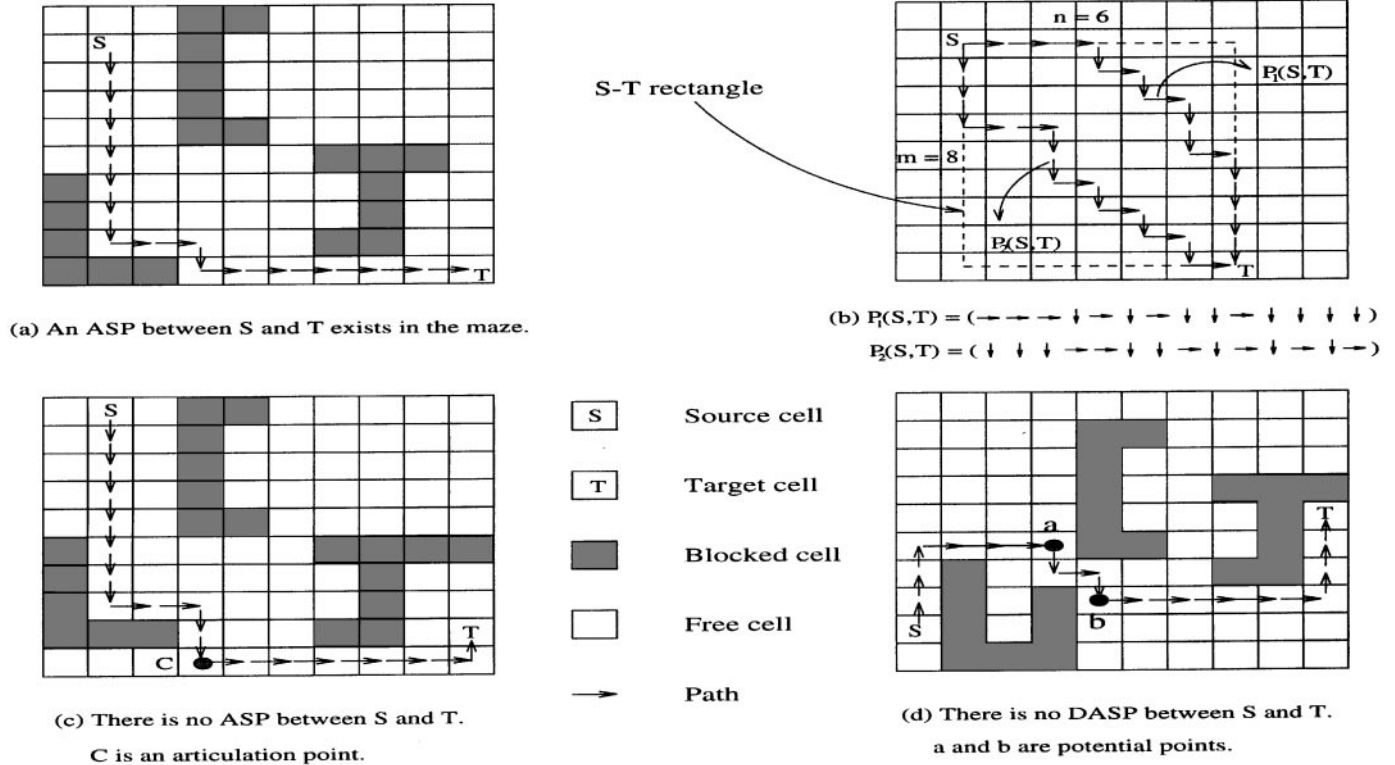 S
T
(a) An ASP between S and T exists in the maze.
n = 6
S
P1(S,T)
S-T rectangle
m = 8
P2(S,T)
T
(b) P1(S,T) = (→ → → ↓ → ↓ → ↓ ↓ → ↓ ↓ ↓ ↓)
P2(S,T) = (↓ ↓ ↓ → → ↓ ↓ → ↓ → ↓ → ↓ →)
S
T
C
(c) There is no ASP between S and T.
C is an articulation point.
S Source cell
T Target cell
Blocked cell
Free cell
Path
a
T
S
b
(d) There is no DASP between S and T.
a and b are potential points.